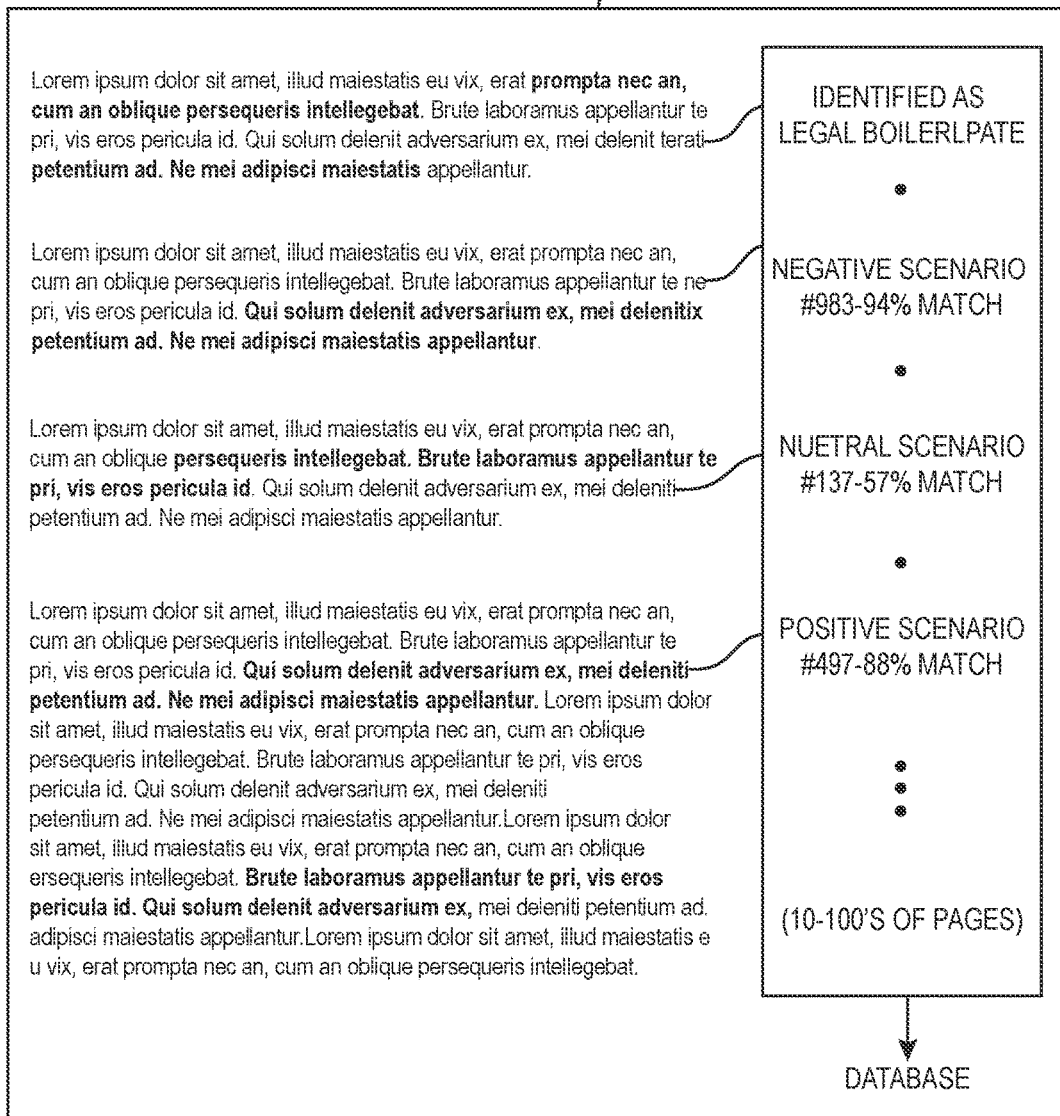 Lorem ipsum dolor sit amet, illud maiestatis eu vix, erat prompta nec an,
cum an oblique persequeris intellegebat. Brute laboramus appellantur te
pri, vis eros pericula id. Qui solum delenit adversarium ex, mei delenit terati
petentium ad. Ne mei adipisci maiestatis appellantur.
Lorem ipsum dolor sit amet, illud maiestatis eu vix, erat prompta nec an,
cum an oblique persequeris intellegebat. Brute laboramus appellantur te ne
pri, vis eros pericula id. Qui solum delenit adversarium ex, mei delenitix
petentium ad. Ne mei adipisci maiestatis appellantur.
Lorem ipsum dolor sit amet, illud maiestatis eu vix, erat prompta nec an,
cum an oblique persequeris intellegebat. Brute laboramus appellantur te
pri, vis eros pericula id. Qui solum delenit adversarium ex, mei deleniti
petentium ad. Ne mei adipisci maiestatis appellantur.
Lorem ipsum dolor sit amet, illud maiestatis eu vix, erat prompta nec an,
cum an oblique persequeris intellegebat. Brute laboramus appellantur te
pri, vis eros pericula id. Qui solum delenit adversarium ex, mei deleniti
petentium ad. Ne mei adipisci maiestatis appellantur. Lorem ipsum dolor
sit amet, illud maiestatis eu vix, erat prompta nec an, cum an oblique
persequeris intellegebat. Brute laboramus appellantur te pri, vis eros
pericula id. Qui solum delenit adversarium ex, mei deleniti
petentium ad. Ne mei adipisci maiestatis appellantur.Lorem ipsum dolor
sit amet, illud maiestatis eu vix, erat prompta nec an, cum an oblique
ersequeris intellegebat. Brute laboramus appellantur te pri, vis eros
pericula id. Qui solum delenit adversarium ex, mei deleniti petentium ad.
adipisci maiestatis appellantur.Lorem ipsum dolor sit amet, illud maiestatis e
u vix, erat prompta nec an, cum an oblique persequeris intellegebat.
IDENTIFIED AS
LEGAL BOILERLPATE
NEGATIVE SCENARIO
#983-94% MATCH
NUETRAL SCENARIO
#137-57% MATCH
POSITIVE SCENARIO
#497-88% MATCH
(10-100'S OF PAGES)
DATABASE